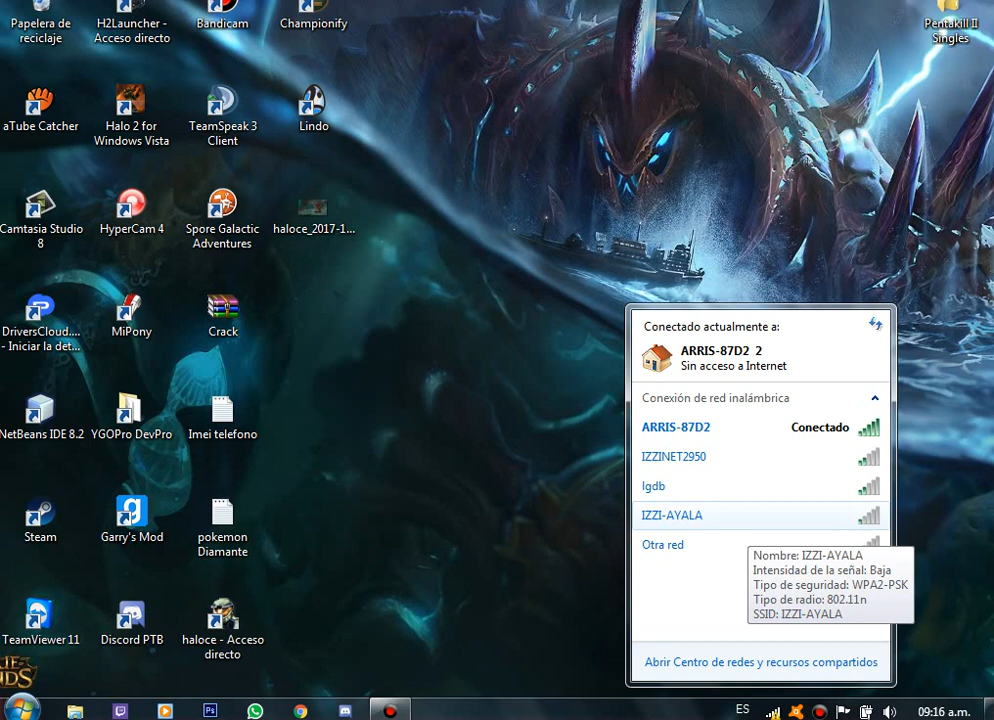 Papelera de
reciclaje
H2Launcher -
Acceso directo
Bandicam
Championify
Pentakill II
Singles
aTube Catcher
Halo 2 for
Windows Vista
TeamSpeak 3
Client
Lindo
Camtasia Studio
8
HyperCam 4
Spore Galactic
Adventures
haloce_2017-1...
DriversCloud....
- Iniciar la det...
MiPony
Crack
NetBeans IDE 8.2
YGOPro DevPro
Imei telefono
Steam
Garry's Mod
pokemon
Diamante
TeamViewer 11
Discord PTB
haloce - Acceso
directo
Conectado actualmente a:
ARRIS-87D2 2
Sin acceso a Internet
Conexión de red inalámbrica
ARRIS-87D2
Conectado
IZZINET2950
lgdb
IZZI-AYALA
Otra red
Nombre: IZZI-AYALA
Intensidad de la señal: Baja
Tipo de seguridad: WPA2-PSK
Tipo de radio: 802.11n
SSID: IZZI-AYALA
Abrir Centro de redes y recursos compartidos
Ps
ES
09:16 a.m.